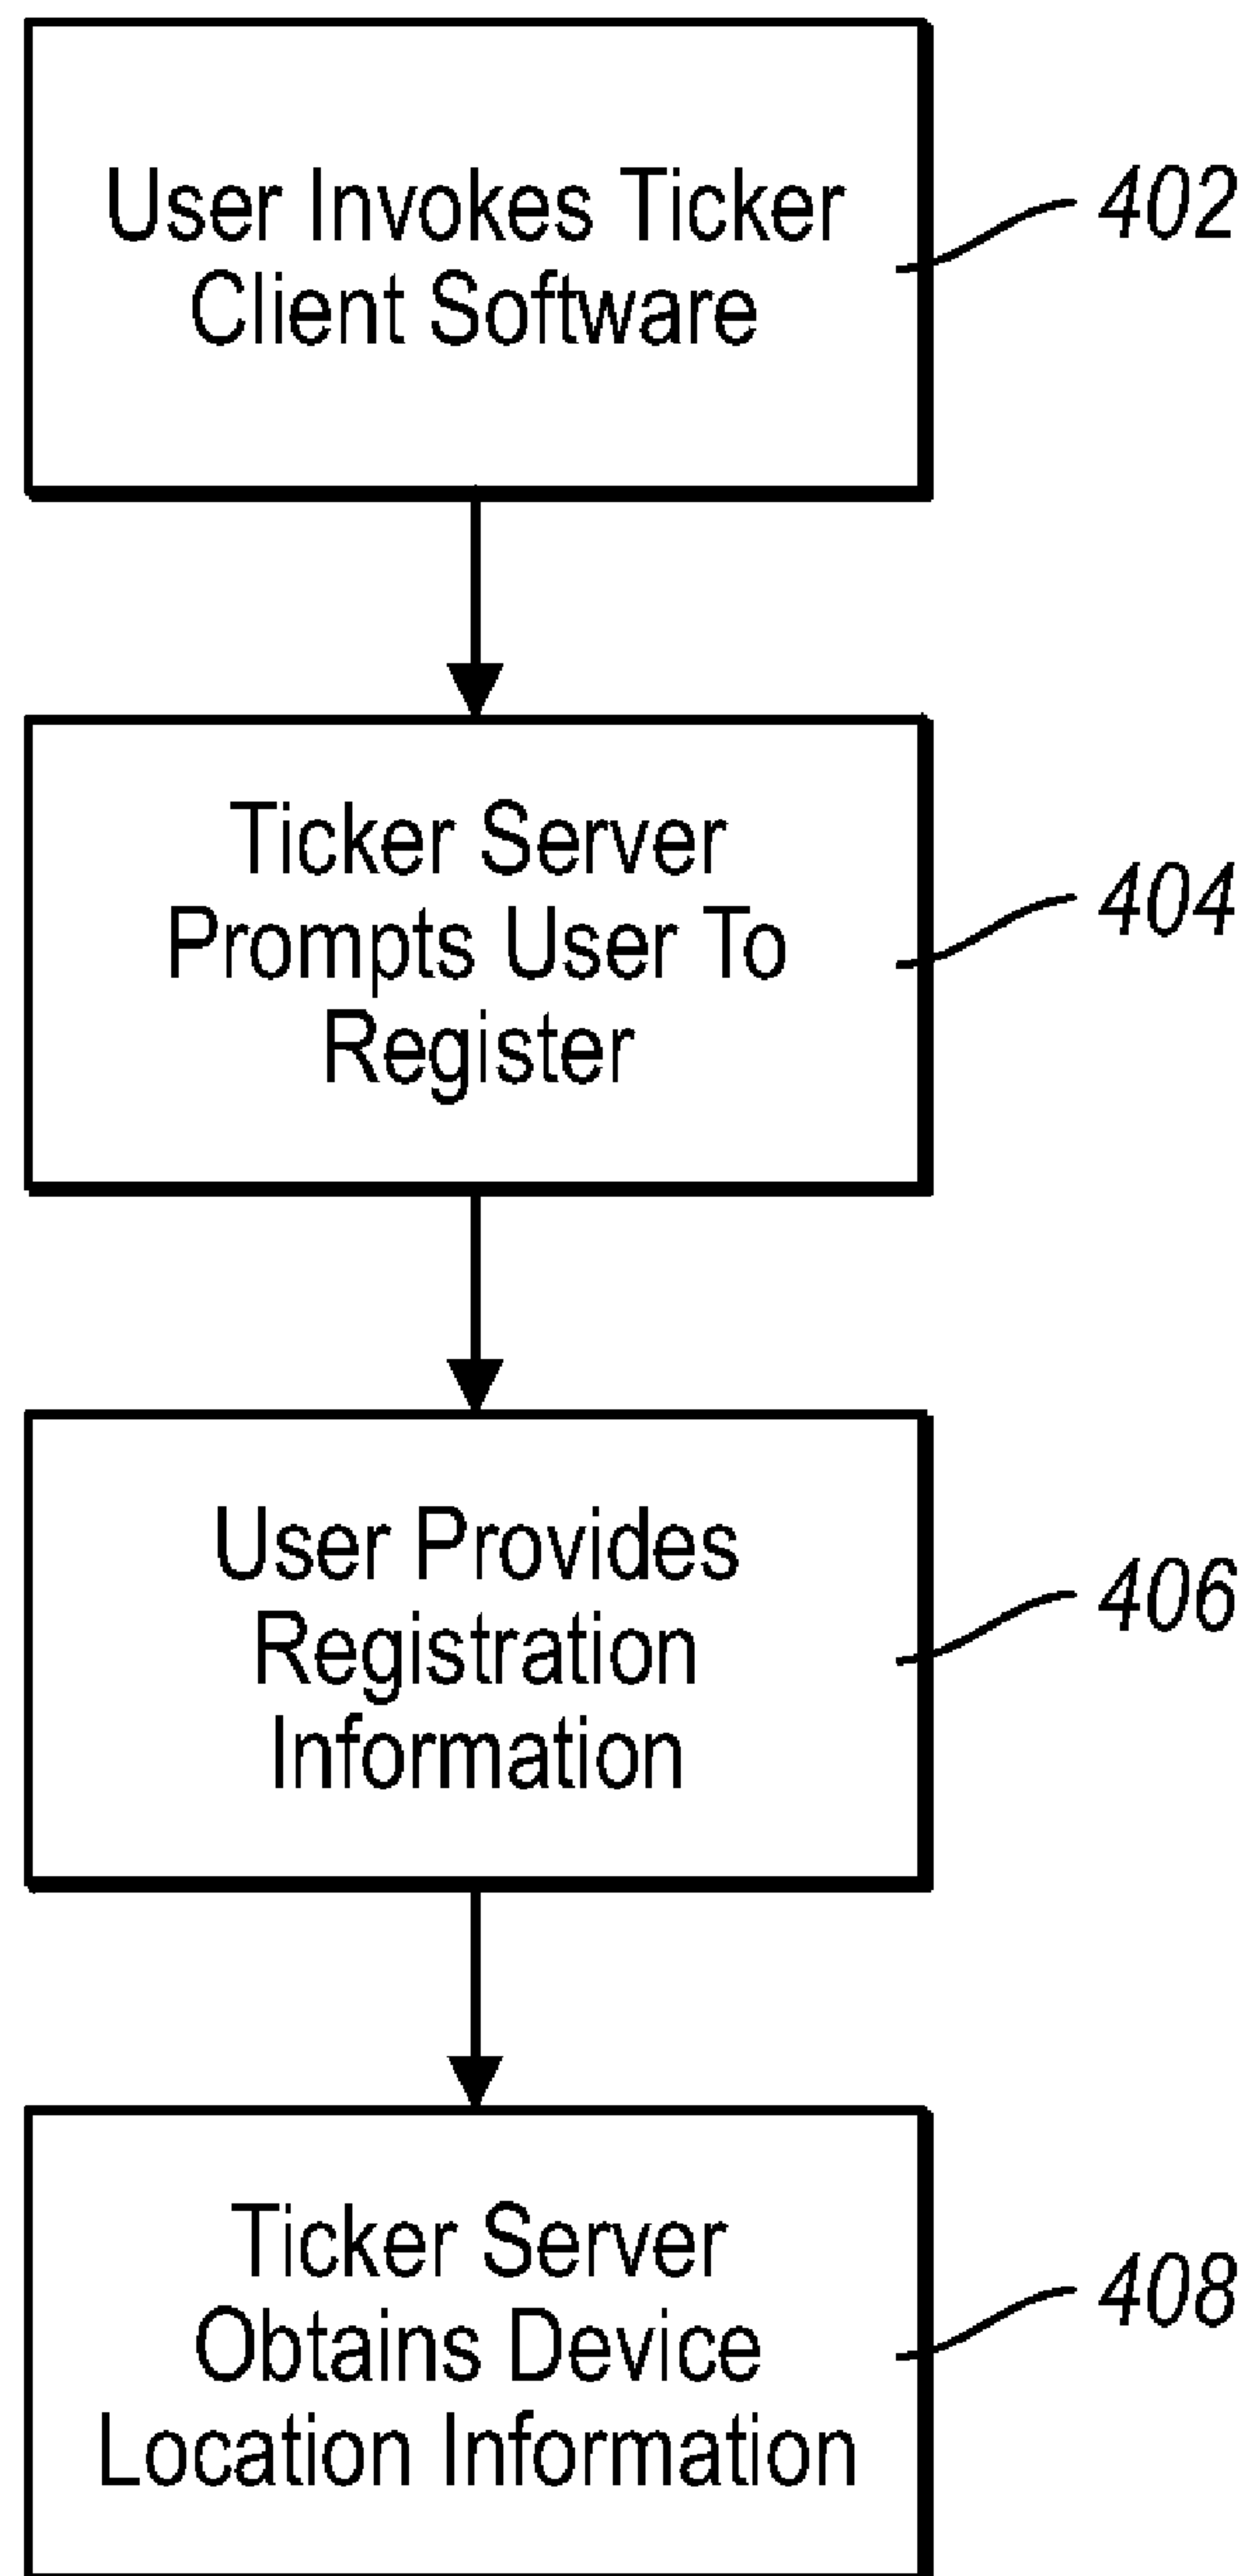 User Invokes Ticker
Client Software
402
Ticker Server
Prompts User To
Register
404
User Provides
Registration
Information
406
Ticker Server
Obtains Device
Location Information
408